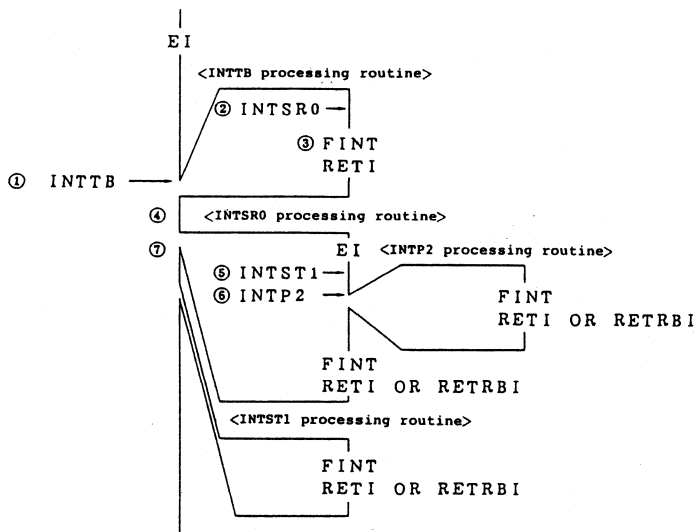 EI
<INTTB processing routine>
② INTSR0
③ FINT
RETI
① INTTB
④ <INTSR0 processing routine>
⑦ EI <INTP2 processing routine>
⑤ INTST1
⑥ INTP2
FINT
RETI OR RETRBI
FINT
RETI OR RETRBI
<INTST1 processing routine>
FINT
RETI OR RETRBI